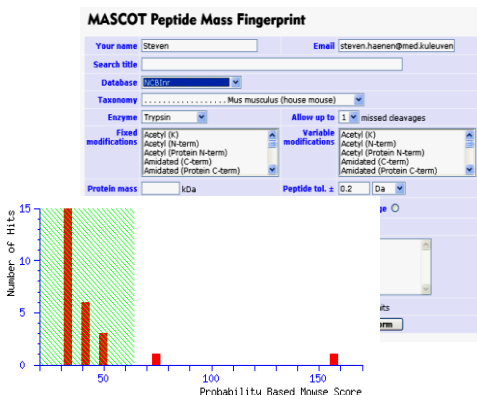 MASCOT Peptide Mass Fingerprint
Your name Steven Email steven.haenen@med.kuleuven
Search title
Database NCBInr
Taxonomy . . . . . . . . . . . . . . . . . . Mus musculus (house mouse)
Enzyme Trypsin Allow up to 1 missed cleavages
Fixed modifications Variable modifications
Acetyl (K) Acetyl (K)
Acetyl (N-term) Acetyl (N-term)
Acetyl (Protein N-term) Acetyl (Protein N-term)
Amidated (C-term) Amidated (C-term)
Amidated (Protein C-term) Amidated (Protein C-term)
Protein mass kDa Peptide tol. ± 0.2 Da
Number of Hits
15
10
5
0
50 100 150
Probability Based Mowse Score